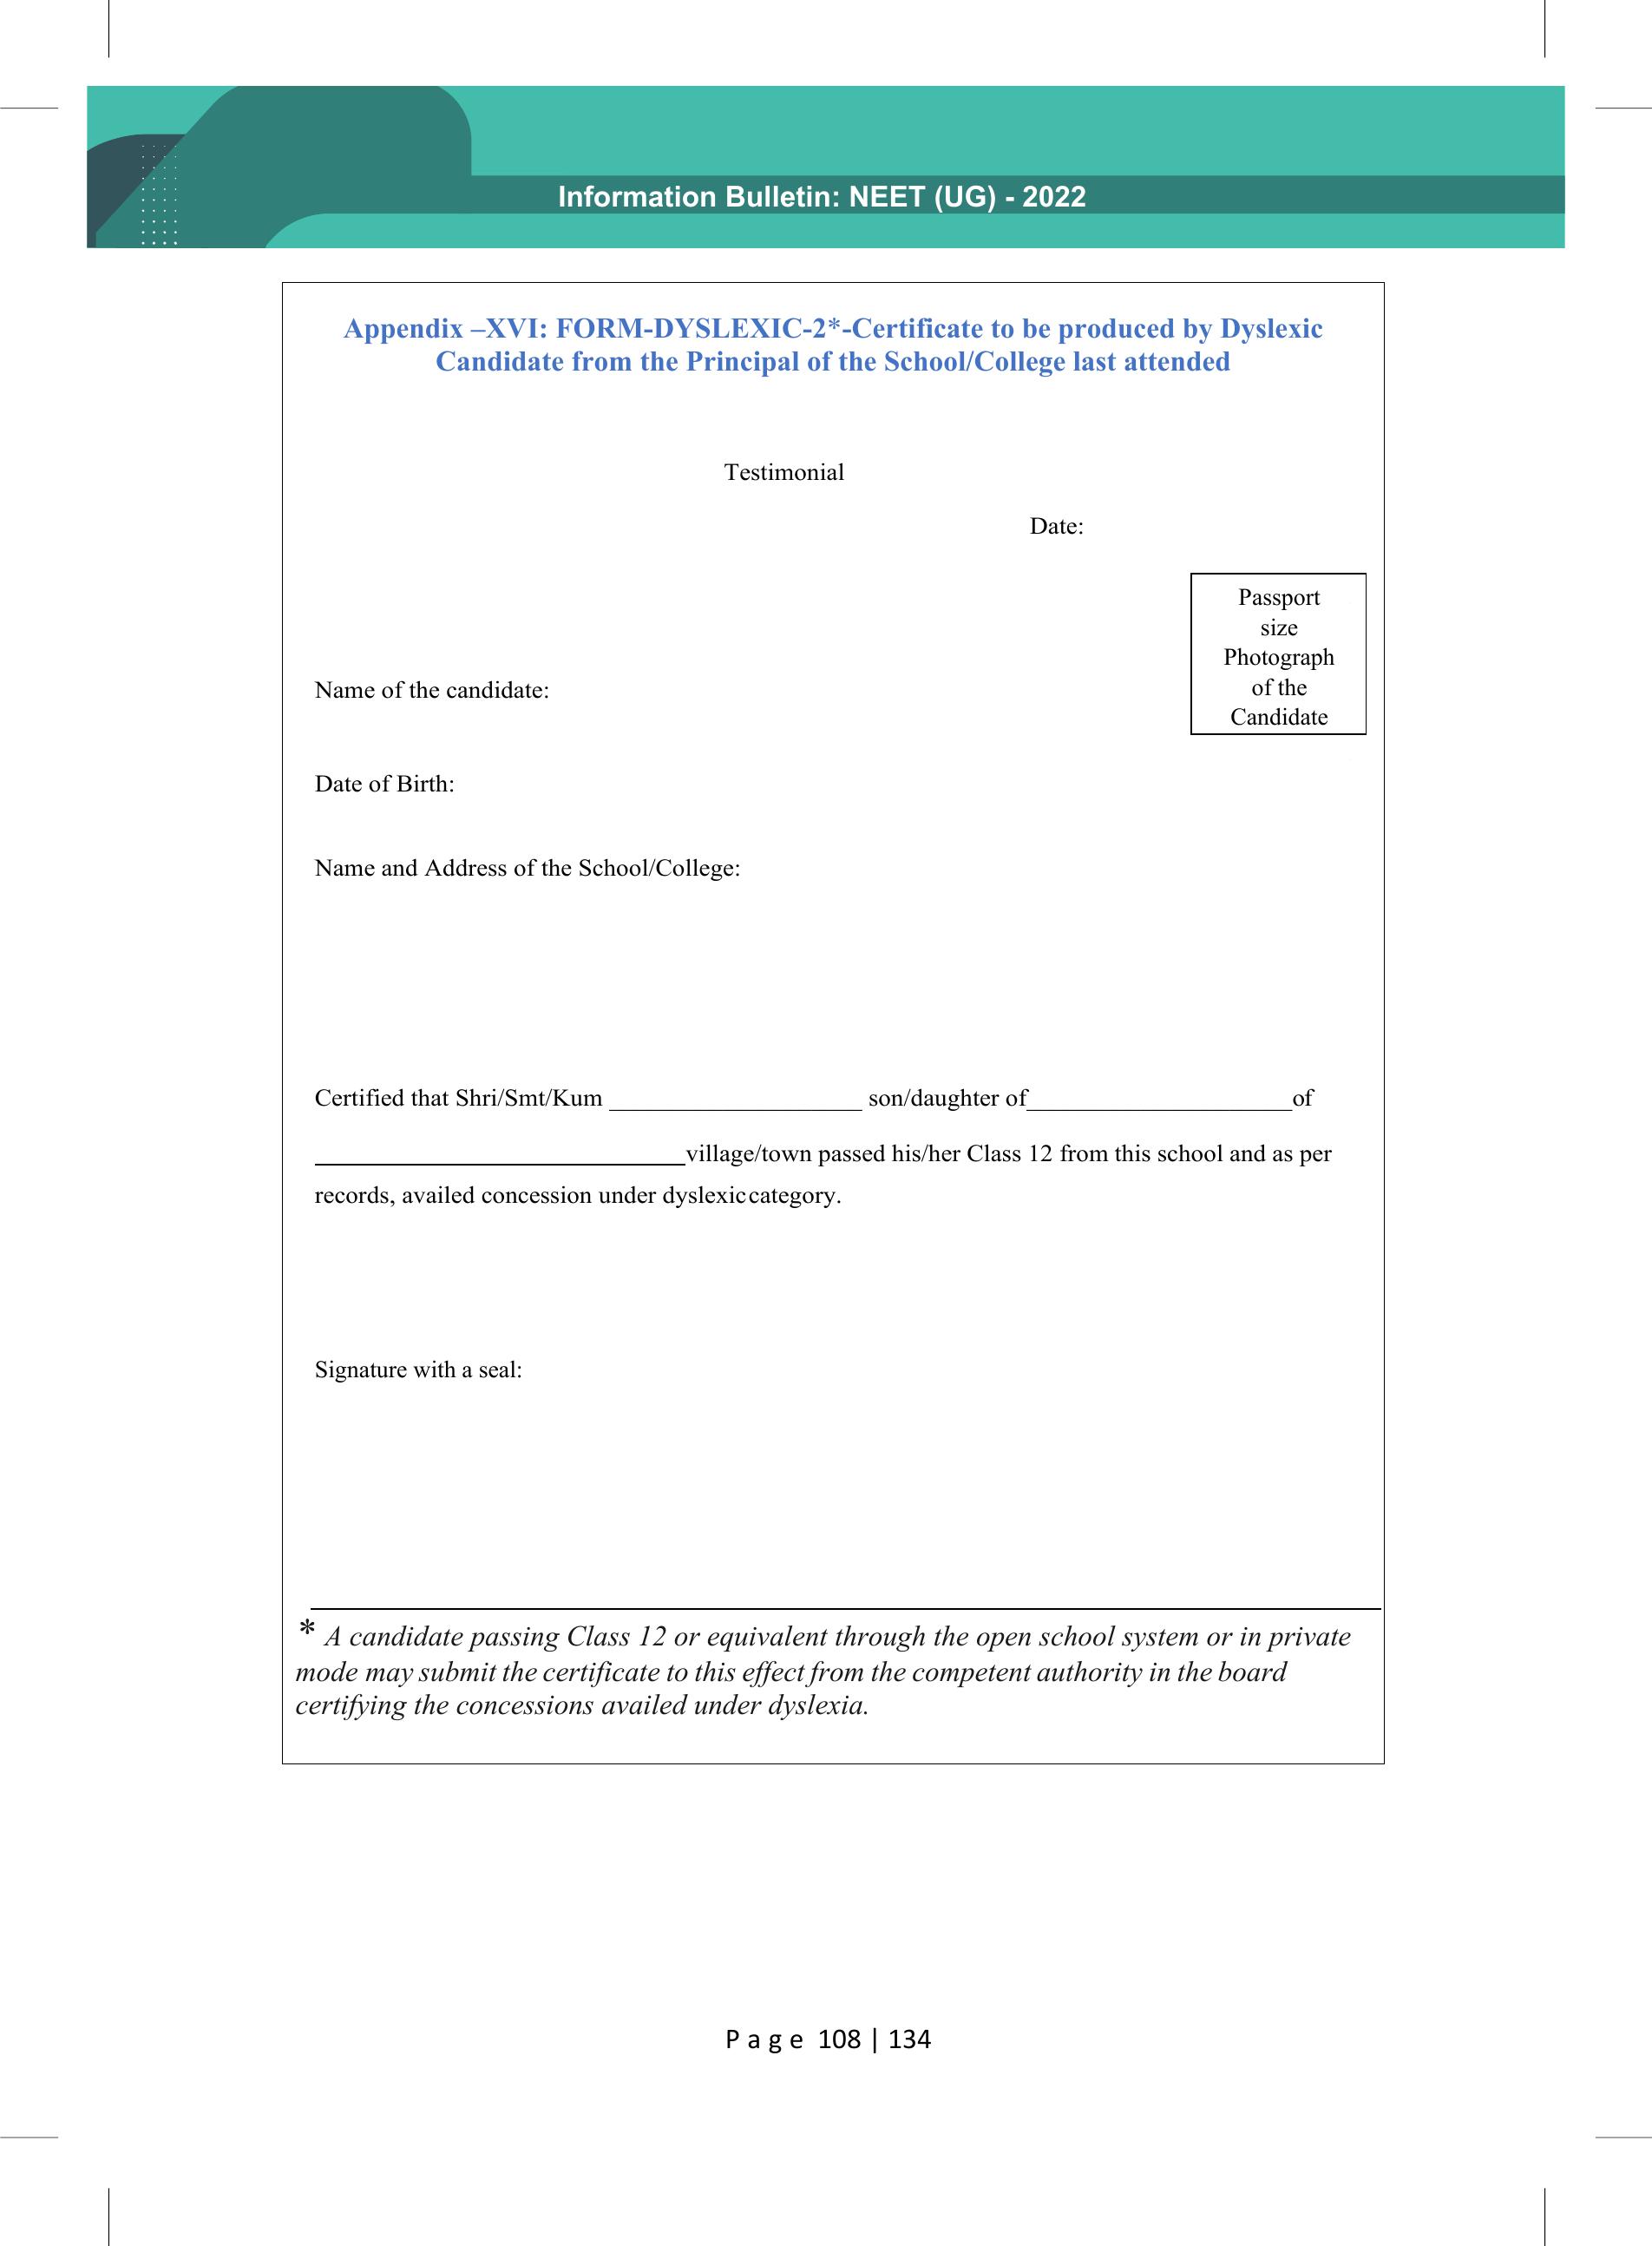 Information Bulletin: NEET (UG) - 2022
Appendix –XVI: FORM-DYSLEXIC-2*-Certificate to be produced by Dyslexic
Candidate from the Principal of the School/College last attended
Testimonial
Date:
Passport
size
Photograph
of the
Candidate
Name of the candidate:
Date of Birth:
Name and Address of the School/College:
Certified that Shri/Smt/Kum ____________________ son/daughter of_____________________of
______________________________village/town passed his/her Class 12 from this school and as per
records, availed concession under dyslexic category.
Signature with a seal:
* A candidate passing Class 12 or equivalent through the open school system or in private
mode may submit the certificate to this effect from the competent authority in the board
certifying the concessions availed under dyslexia.
Page 108 | 134